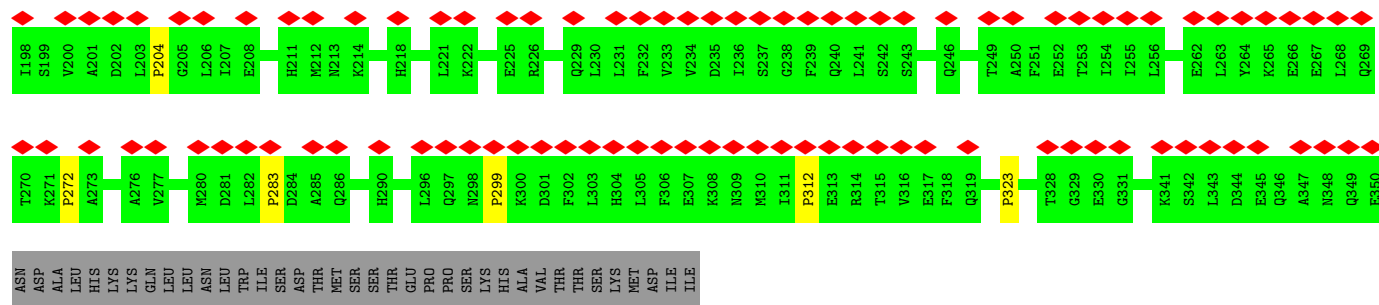 I198 S199 V200 A201 D202 L203 P204 G205 L206 I207 E208 H211 M212 N213 K214 H218 L221 K222 E225 R226 Q229 L230 L231 F232 V233 V234 D235 I236 S237 G238 F239 Q240 L241 S242 S243 Q246 T249 A250 F251 E252 T253 I254 I255 L256 E262 L263 Y264 K265 E266 E267 L268 Q269
T270 K271 P272 A273 A276 V277 M280 D281 L282 P283 D284 A285 Q286 H290 L296 Q297 N298 P299 K300 D301 F302 L303 H304 L305 F306 E307 K308 N309 M310 I311 P312 E313 R314 T315 V316 E317 F318 Q319 P323 T328 G329 E330 G331 K341 S342 L343 D344 E345 Q346 A347 N348 Q349 E350
ASN ASP ALA LEU HIS LYS LYS GLN LEU LEU ASN LEU TRP ILE SER ASP THR MET SER SER THR GLU PRO PRO SER LYS HIS ALA VAL THR THR SER LYS MET ASP ILE ILE